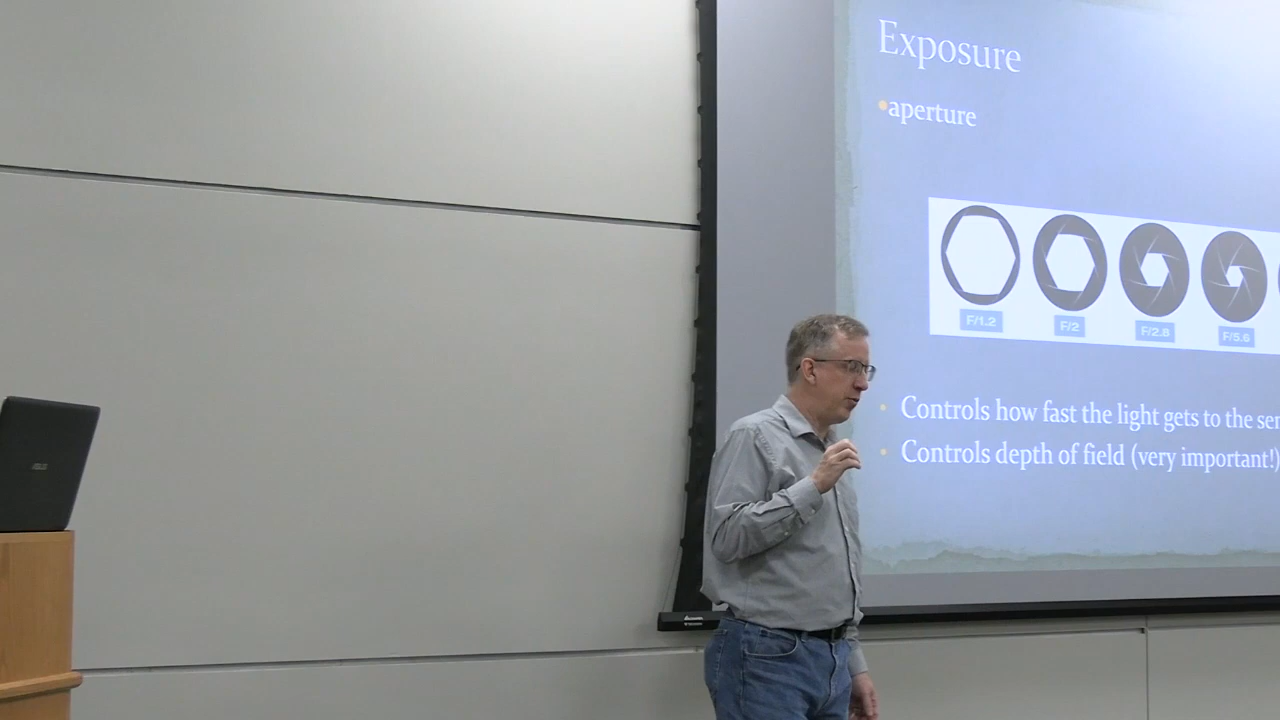 Exposure
•aperture
F/1.2 F/2 F/2.8 F/5.6
• Controls how fast the light gets to the
• Controls depth of field (very important!)
ASUS